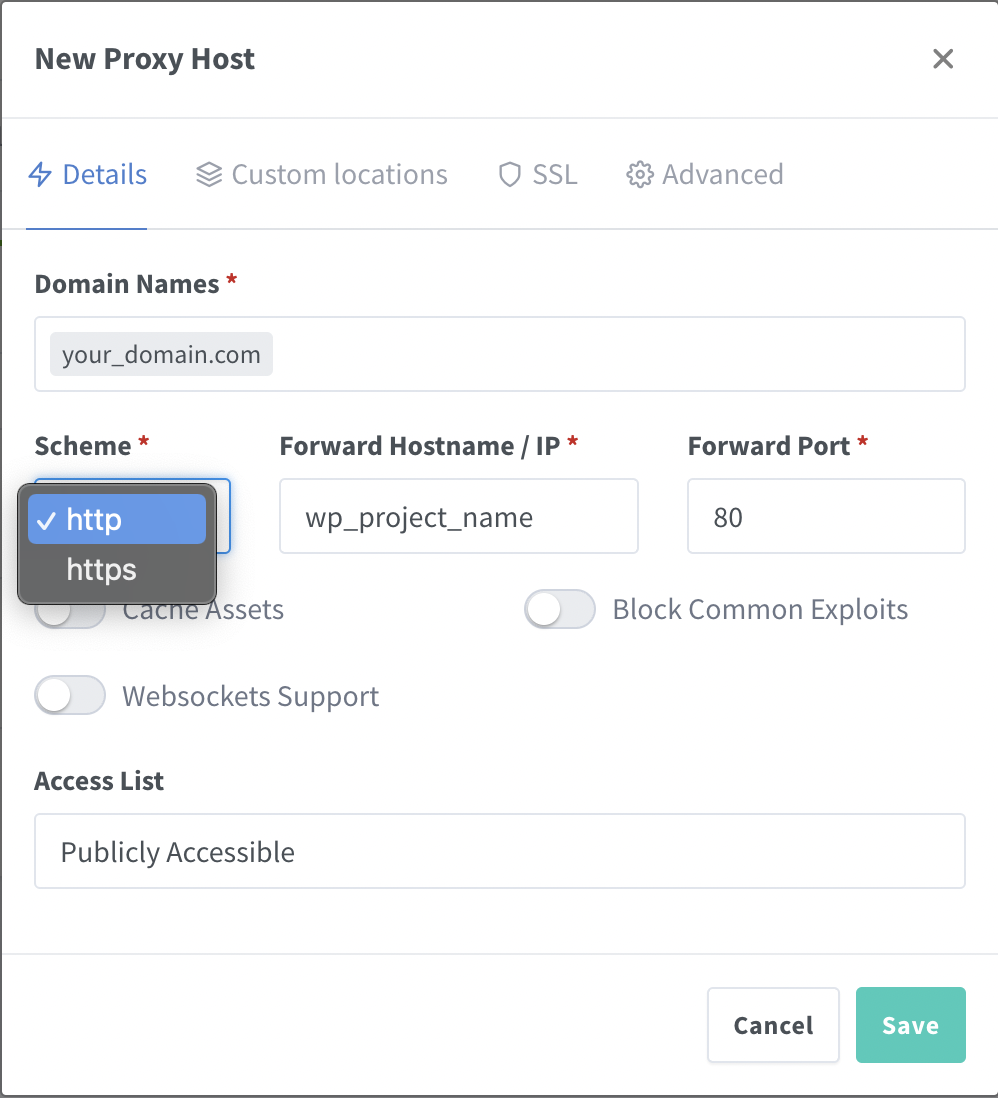 New Proxy Host
Details Custom locations SSL Advanced
Domain Names *
your_domain.com
Scheme * Forward Hostname / IP * Forward Port *
http wp_project_name 80
https
Cache Assets Block Common Exploits
Websockets Support
Access List
Publicly Accessible
Cancel Save